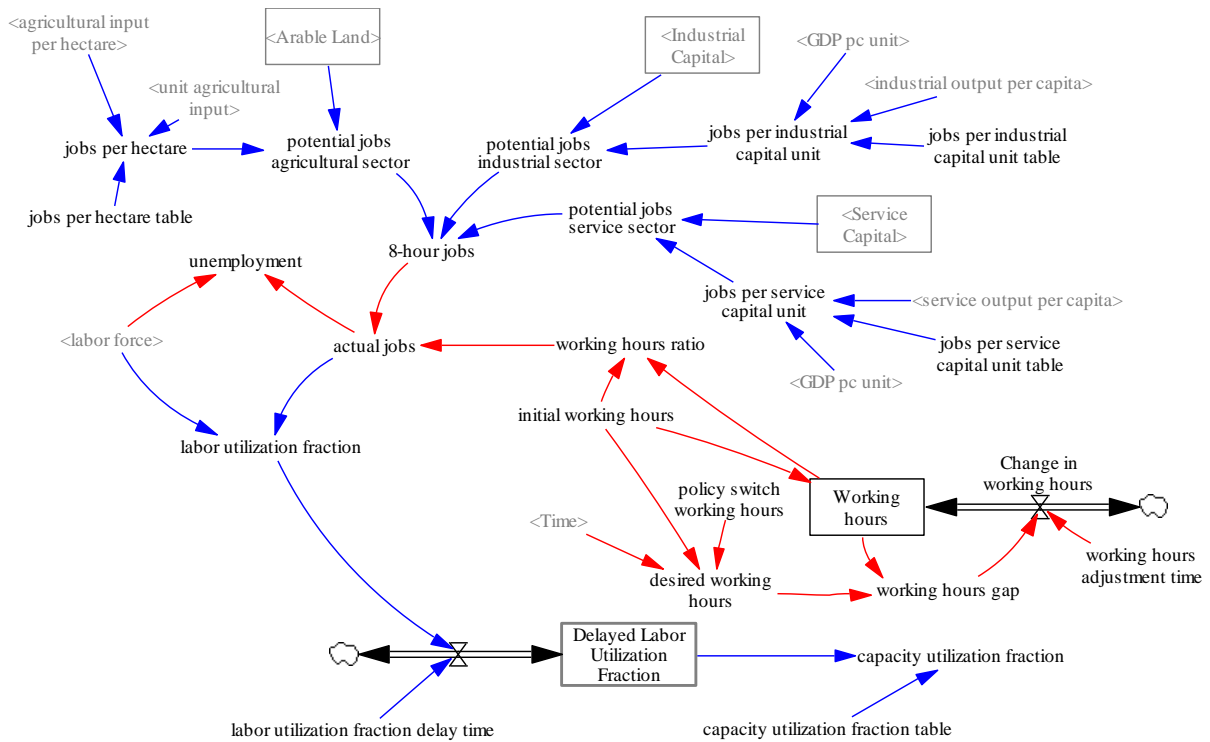 <agricultural input
per hectare>
<Arable Land>
<Industrial
Capital>
<GDP pc unit>
<unit agricultural
input>
<industrial output per capita>
jobs per hectare
potential jobs
agricultural sector
potential jobs
industrial sector
jobs per industrial
capital unit
jobs per industrial
capital unit table
jobs per hectare table
potential jobs
service sector
<Service
Capital>
8-hour jobs
unemployment
jobs per service
capital unit
<service output per capita>
<labor force>
actual jobs
working hours ratio
jobs per service
capital unit table
<GDP pc unit>
initial working hours
labor utilization fraction
policy switch
working hours
Working
hours
Change in
working hours
<Time>
desired working
hours
working hours gap
working hours
adjustment time
Delayed Labor
Utilization
Fraction
capacity utilization fraction
labor utilization fraction delay time
capacity utilization fraction table